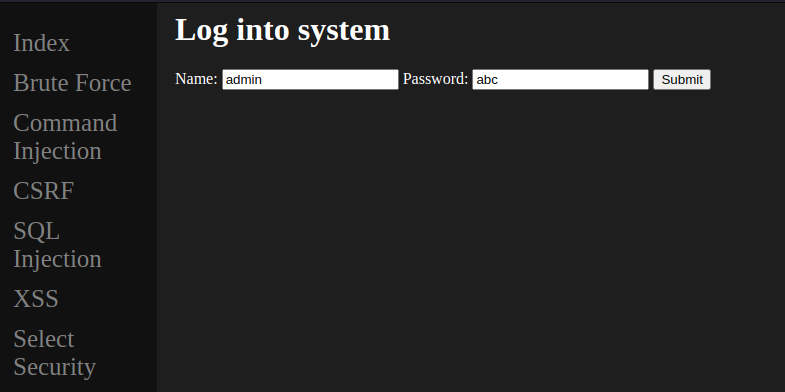 Index
Brute Force
Command
Injection
CSRF
SQL
Injection
XSS
Select
Security
Log into system
Name: admin Password: abc Submit